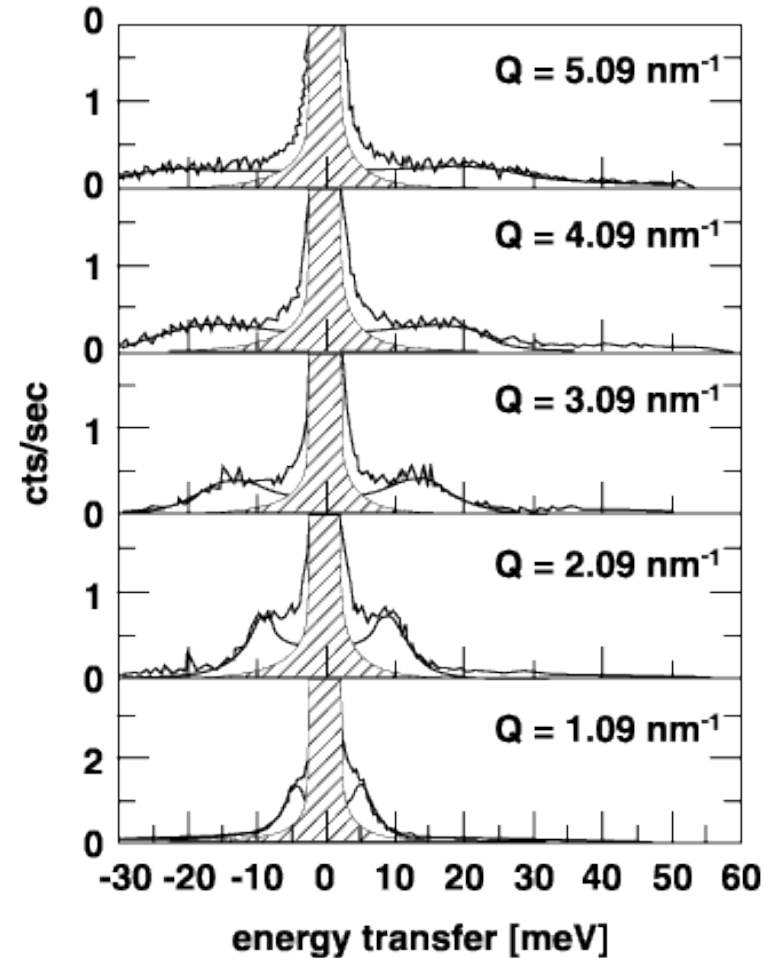 0
Q = 5.09 nm-1
1
0
Q = 4.09 nm-1
1
0
Q = 3.09 nm-1
1
0
Q = 2.09 nm-1
1
0
Q = 1.09 nm-1
2
0
-30 -20 -10 0 10 20 30 40 50 60
energy transfer [meV]
cts/sec